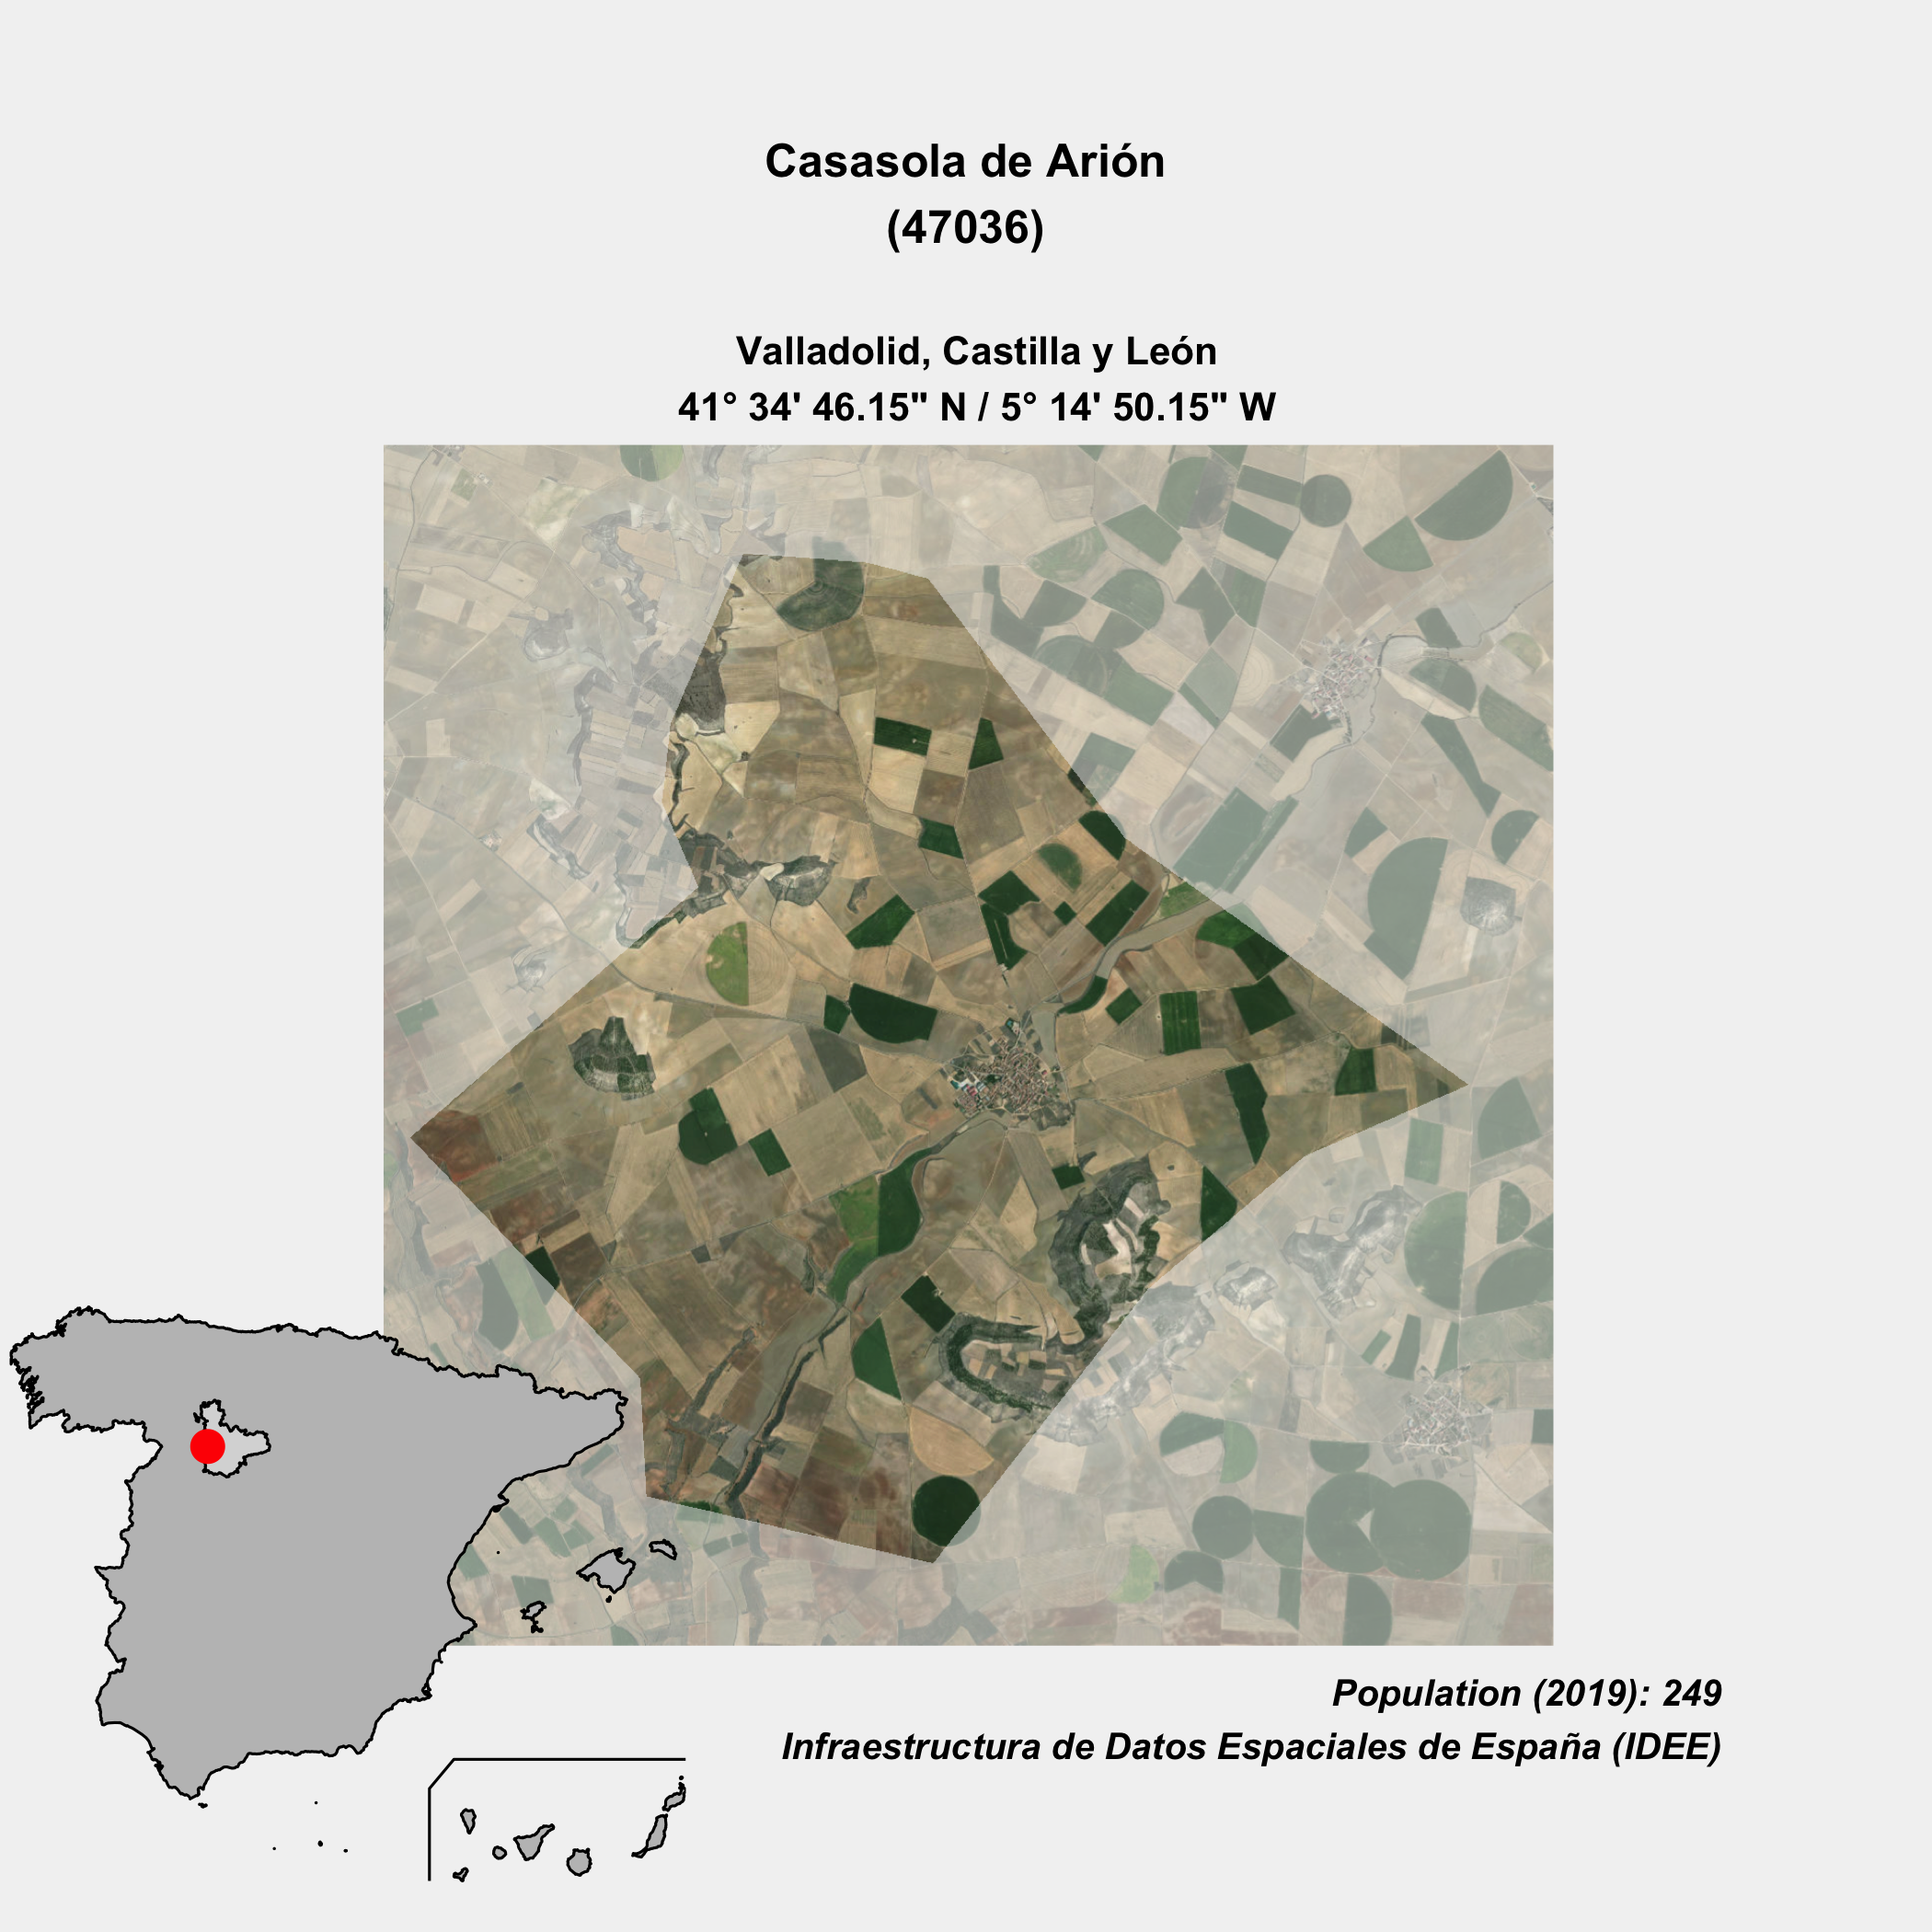 Casasola de Arión
(47036)
Valladolid, Castilla y León
41° 34' 46.15" N / 5° 14' 50.15" W
Population (2019): 249
Infraestructura de Datos Espaciales de España (IDEE)